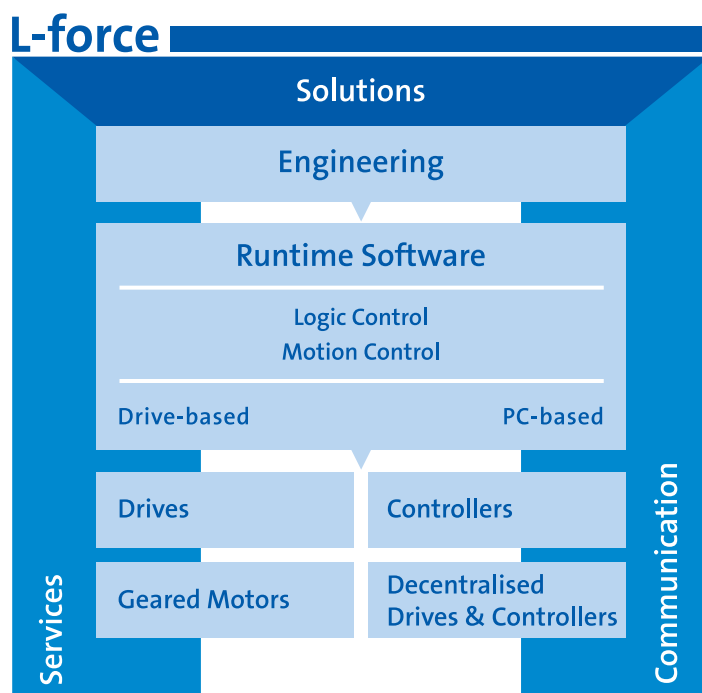 L-force
Solutions
Engineering
Runtime Software
Logic Control
Motion Control
Drive-based
PC-based
Drives
Controllers
Geared Motors
Decentralised
Drives & Controllers
Services
Communication